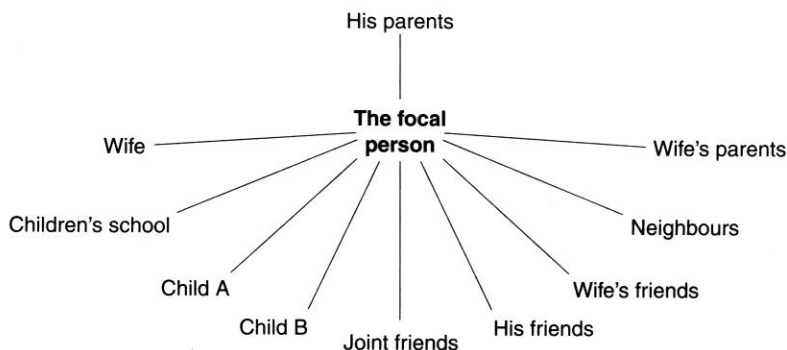 His parents
The focal
person
Wife
Wife's parents
Children's school
Neighbours
Child A
Wife's friends
Child B
His friends
Joint friends